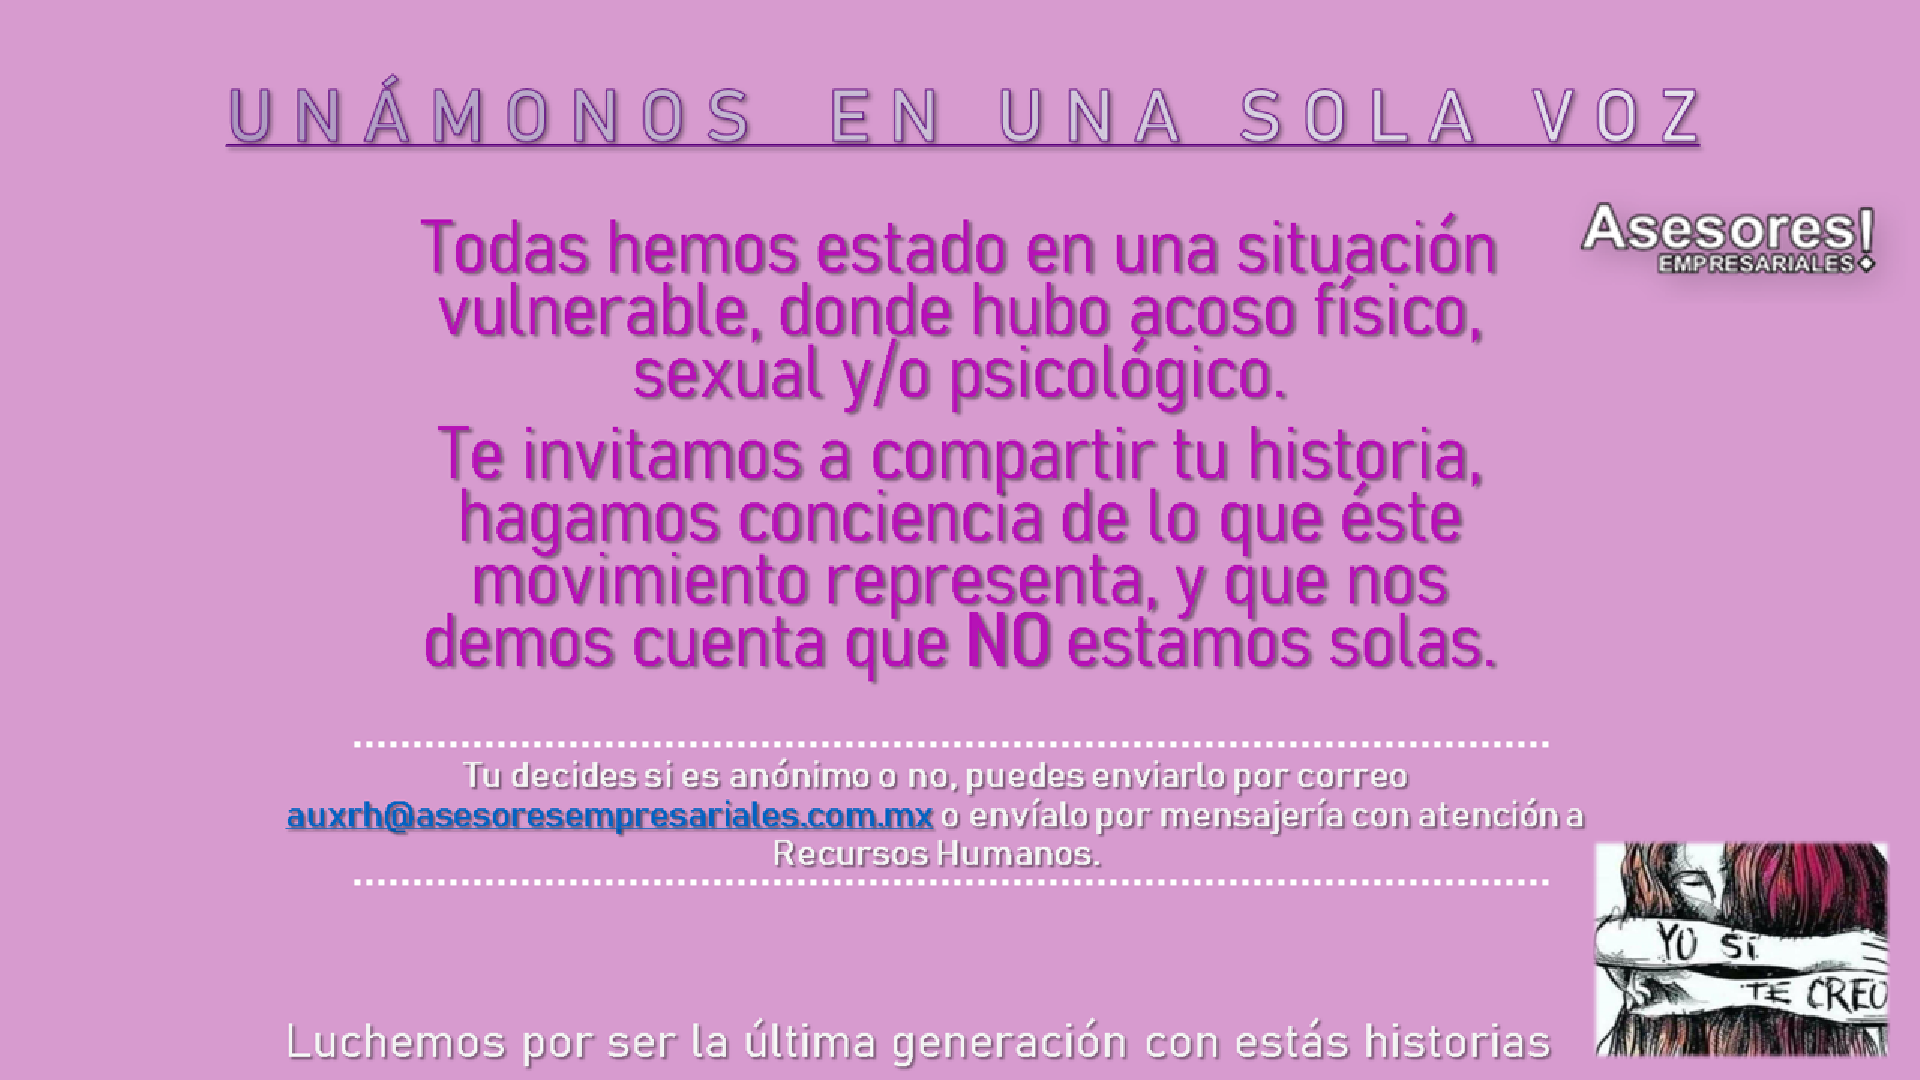 UNÁMONOS EN UNA SOLA VOZ
Asesores!
EMPRESARIALES
Todas hemos estado en una situación
vulnerable, donde hubo acoso físico,
sexual y/o psicológico.
Te invitamos a compartir tu historia,
hagamos conciencia de lo que éste
movimiento representa, y que nos
demos cuenta que NO estamos solas.
Tu decides si es anónimo o no, puedes enviarlo por correo
auxrh@asesoresempresariales.com.mx o envíalo por mensajería con atención a
Recursos Humanos.
YO SÍ
TE CREO
Luchemos por ser la última generación con estás historias